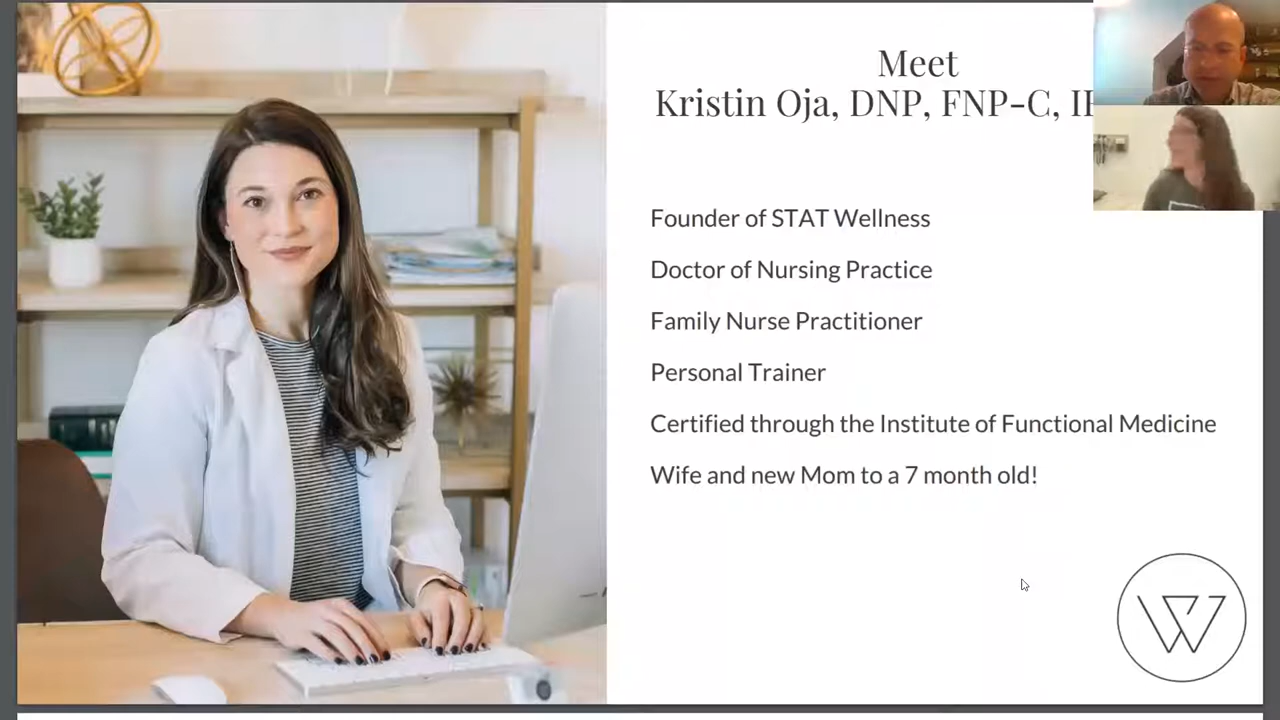 Meet
Kristin Oja, DNP, FNP-C,
Founder of STAT Wellness
Doctor of Nursing Practice
Family Nurse Practitioner
Personal Trainer
Certified through the Institute of Functional Medicine
Wife and new Mom to a 7 month old!